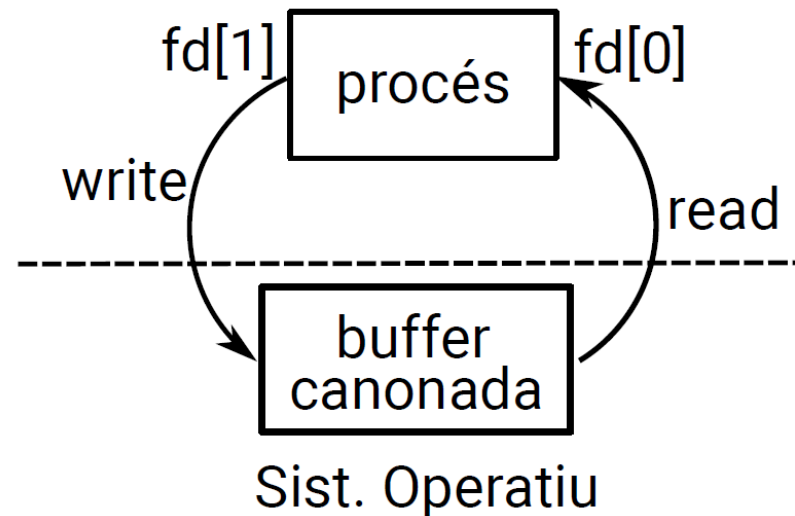 fd[1]
procés
fd[0]
write
read
buffer
canonada
Sist. Operatiu